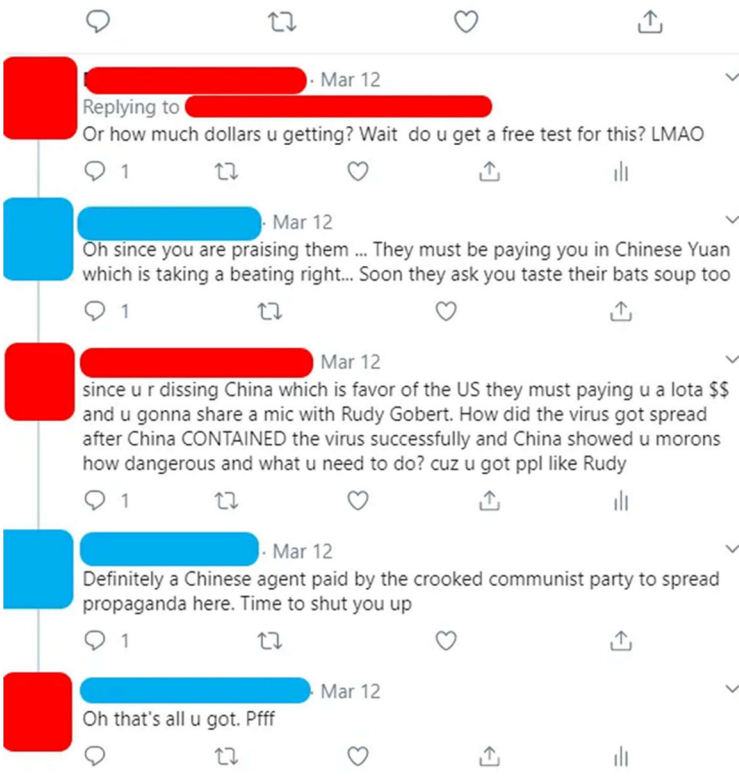 · Mar 12
Replying to
Or how much dollars u getting? Wait do u get a free test for this? LMAO
1
· Mar 12
Oh since you are praising them ... They must be paying you in Chinese Yuan
which is taking a beating right... Soon they ask you taste their bats soup too
1
Mar 12
since u r dissing China which is favor of the US they must paying u a lota $$
and u gonna share a mic with Rudy Gobert. How did the virus got spread
after China CONTAINED the virus successfully and China showed u morons
how dangerous and what u need to do? cuz u got ppl like Rudy
1
· Mar 12
Definitely a Chinese agent paid by the crooked communist party to spread
propaganda here. Time to shut you up
1
· Mar 12
Oh that's all u got. Pfff